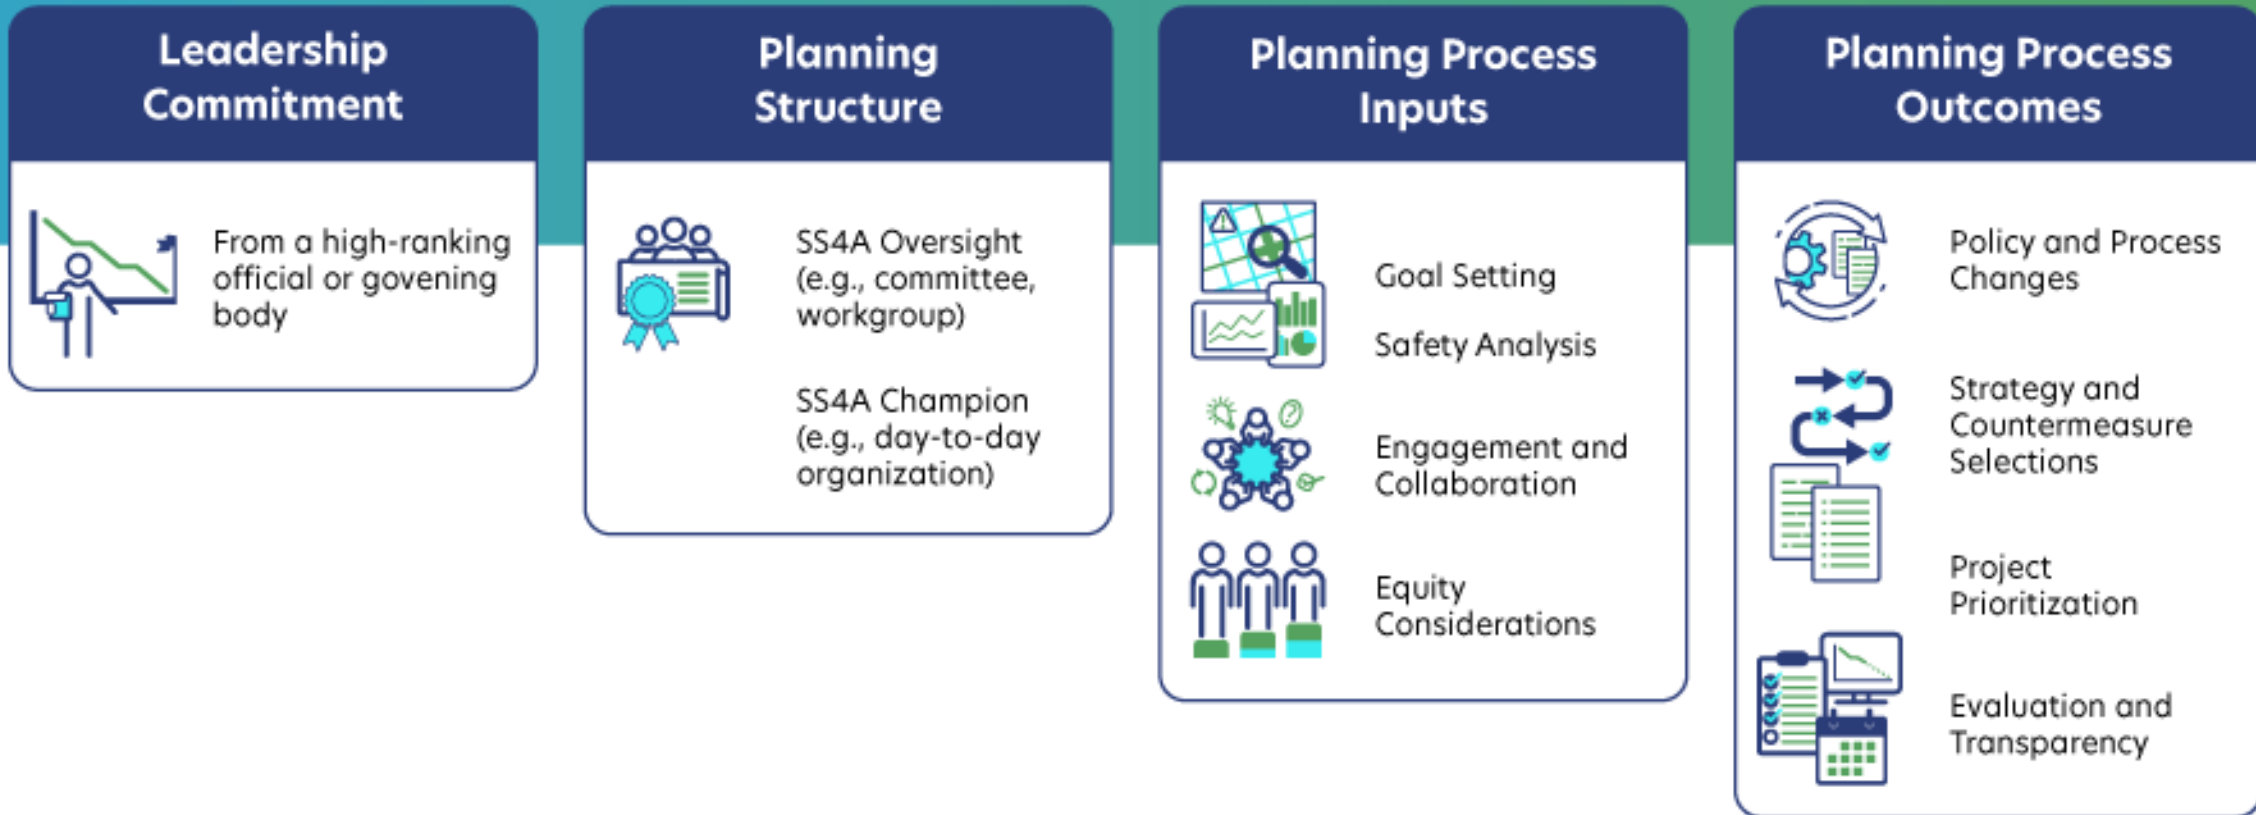 Leadership
Commitment
From a high-ranking
official or govening
body
Planning
Structure
SS4A Oversight
(e.g., committee,
workgroup)
SS4A Champion
(e.g., day-to-day
organization)
Planning Process
Inputs
Goal Setting
Safety Analysis
Engagement and
Collaboration
Equity
Considerations
Planning Process
Outcomes
Policy and Process
Changes
Strategy and
Countermeasure
Selections
Project
Prioritization
Evaluation and
Transparency